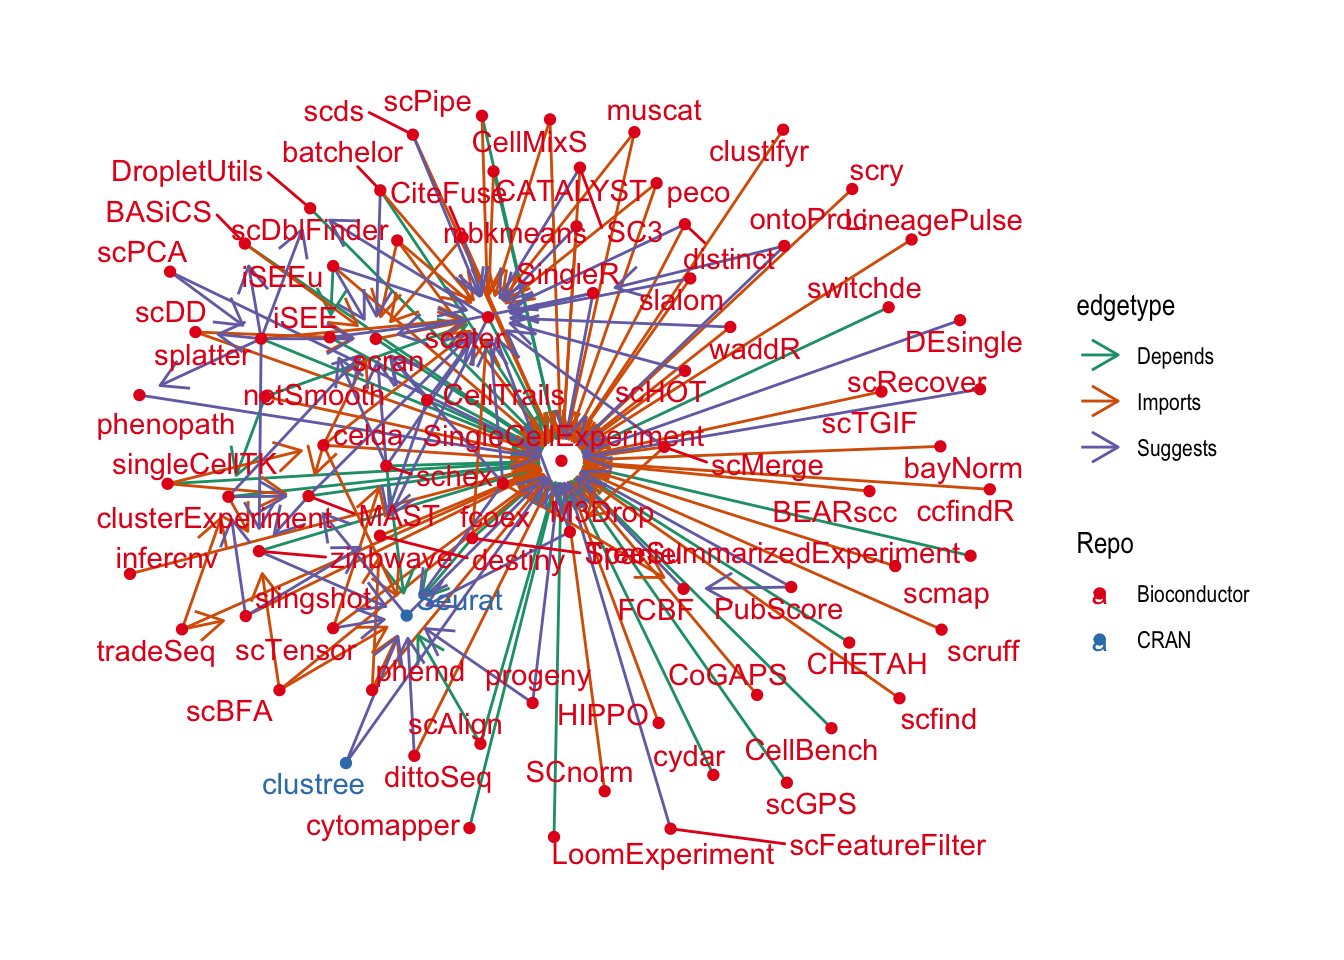 scds
scPipe
muscat
CellMixS
clustifyr
batchelor
DropletUtils
scry
CiteFuse
CATALYST
peco
BASiCS
scDblFinder
mbkmeans
SC3
ontoProc
LineagePulse
scPCA
distinct
iSEEu
SingleR
slalom
switchde
scDD
iSEE
scater
waddR
DEsingle
splatter
scran
netSmooth
CellTrails
scHOT
scRecover
phenopath
scTGIF
celda
SingleCellExperiment
singleCellTK
schex
scMerge
bayNorm
clusterExperiment
MAST
fcoex
M3Drop
BEARscc
ccfindR
infercnv
zinbwave
destiny
TreeSummarizedExperiment
slingshot
Seurat
FCBF
PubScore
scmap
tradeSeq
scTensor
phemd
progeny
CoGAPS
CHETAH
scruff
scBFA
scAlign
HIPPO
scfind
clustree
dittoSeq
SCnorm
cydar
CellBench
scGPS
cytomapper
LoomExperiment
scFeatureFilter
edgetype
Depends
Imports
Suggests
Repo
a Bioconductor
a CRAN